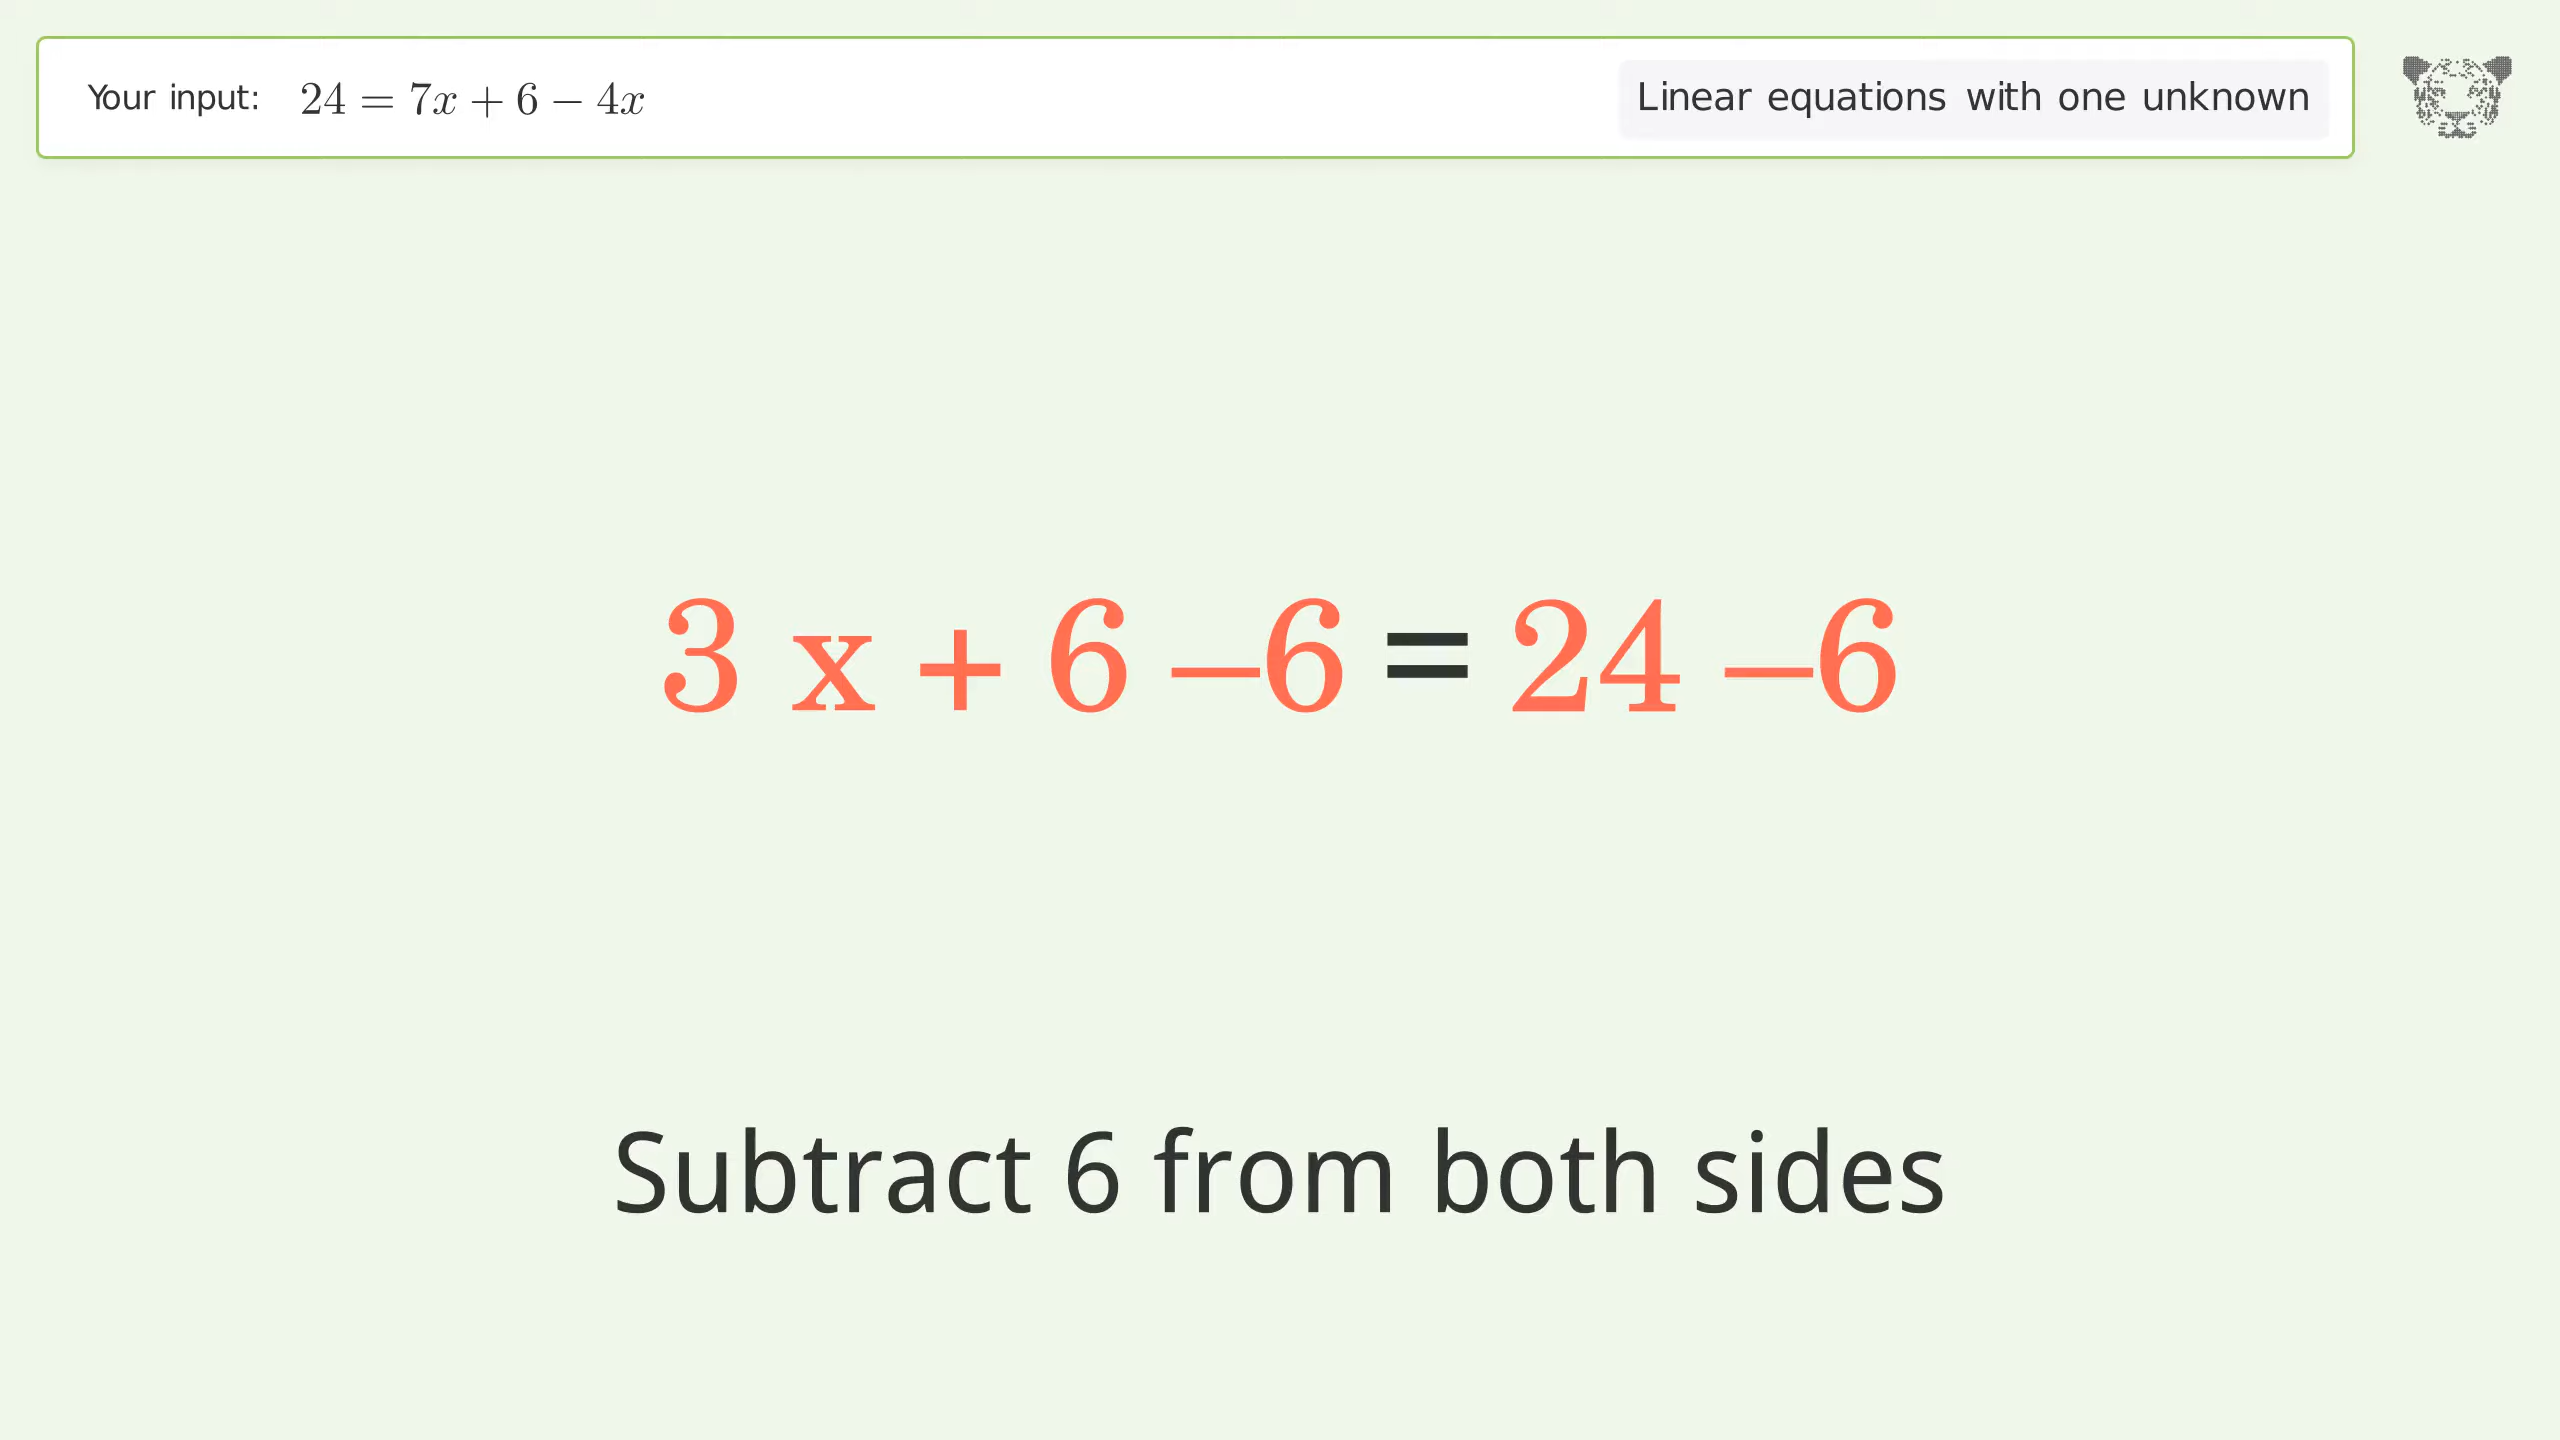 Your input: 24 = 7x + 6 − 4x
Linear equations with one unknown
3 x + 6 −6 = 24 −6
Subtract 6 from both sides